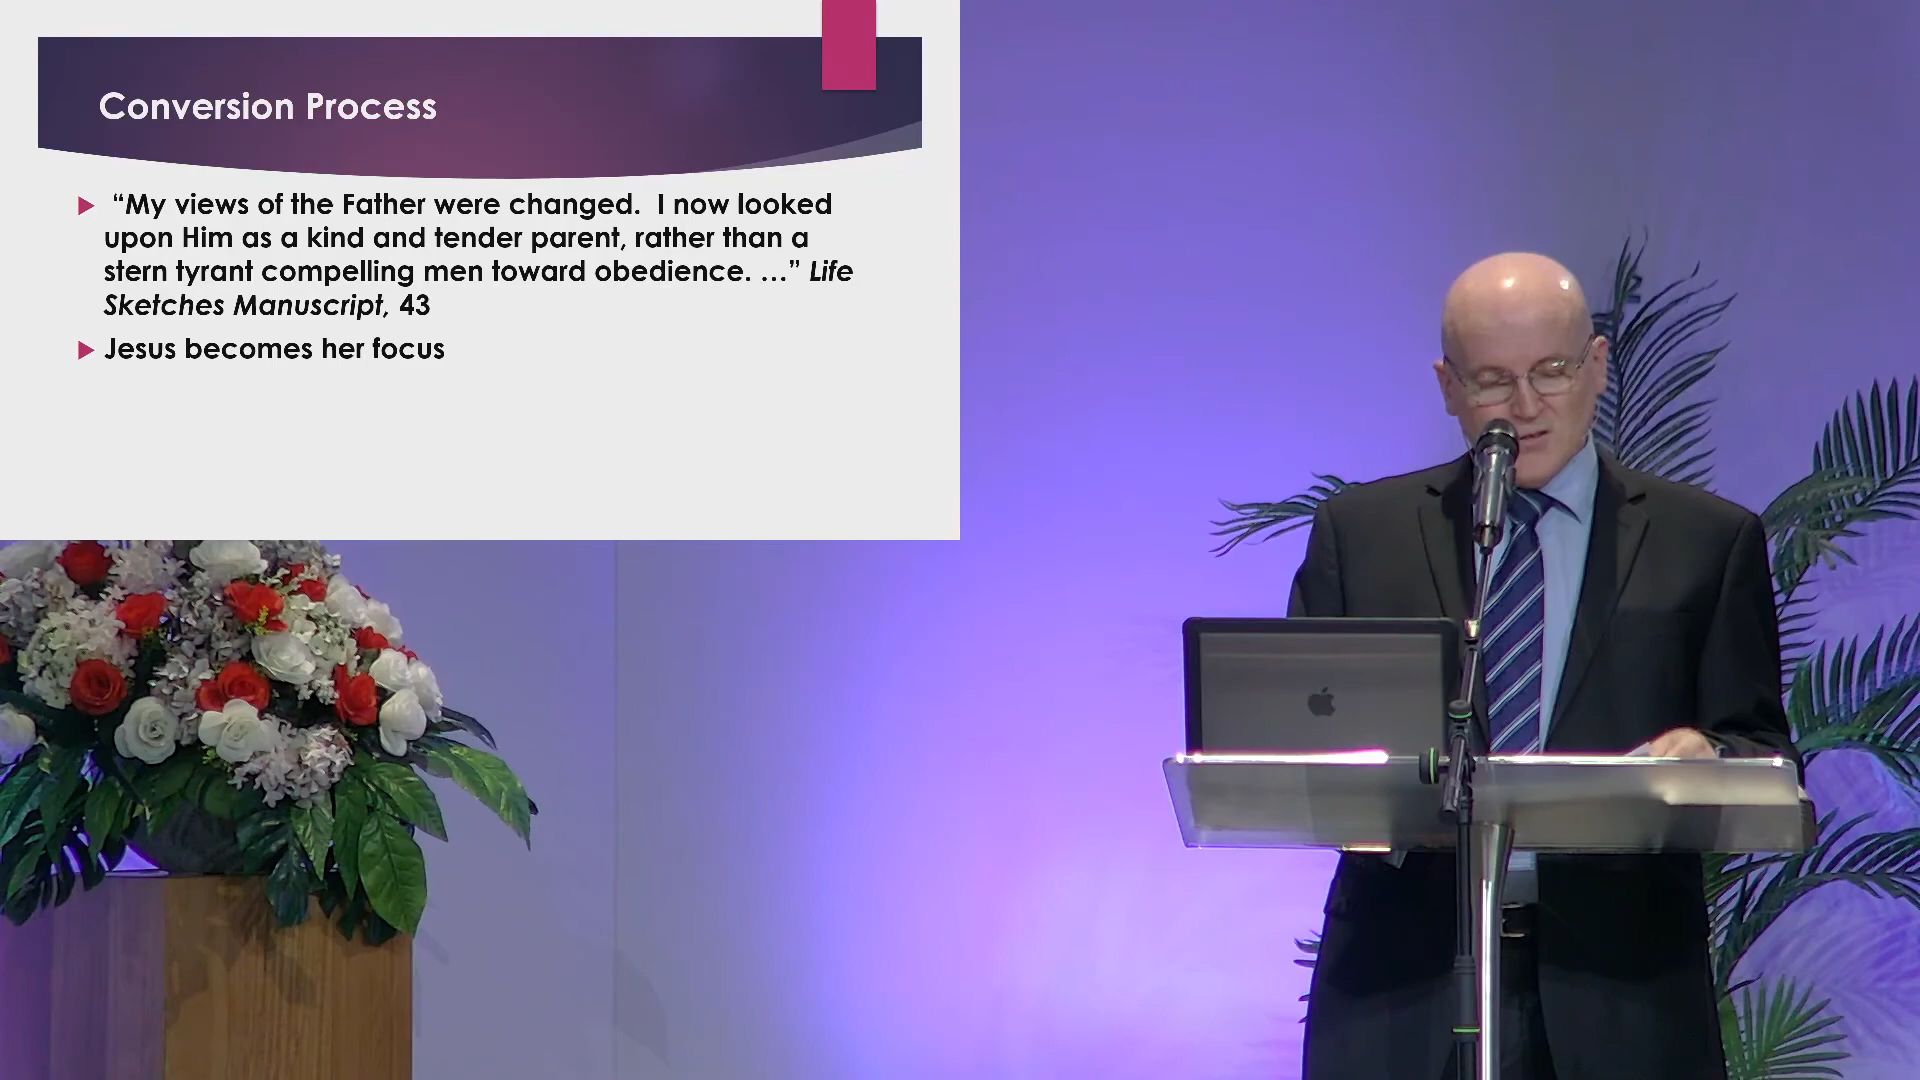 Conversion Process
“My views of the Father were changed.  I now looked
upon Him as a kind and tender parent, rather than a
stern tyrant compelling men toward obedience. …” Life
Sketches Manuscript, 43
Jesus becomes her focus